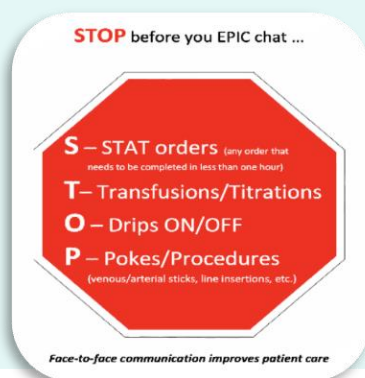 STOP before you EPIC chat ...
S – STAT orders (any order that
needs to be completed in less than one hour)
T – Transfusions/Titrations
O – Drips ON/OFF
P – Pokes/Procedures
(venous/arterial sticks, line insertions, etc.)
Face-to-face communication improves patient care